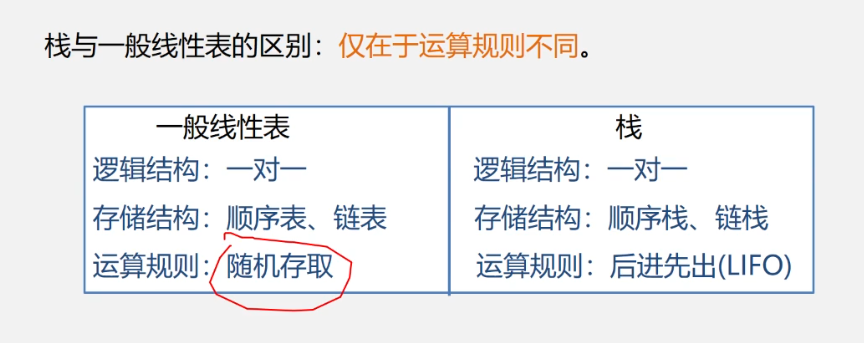 栈与一般线性表的区别：仅在于运算规则不同。
一般线性表
逻辑结构：一对一
存储结构：顺序表、链表
运算规则：随机存取
栈
逻辑结构：一对一
存储结构：顺序栈、链栈
运算规则：后进先出(LIFO)